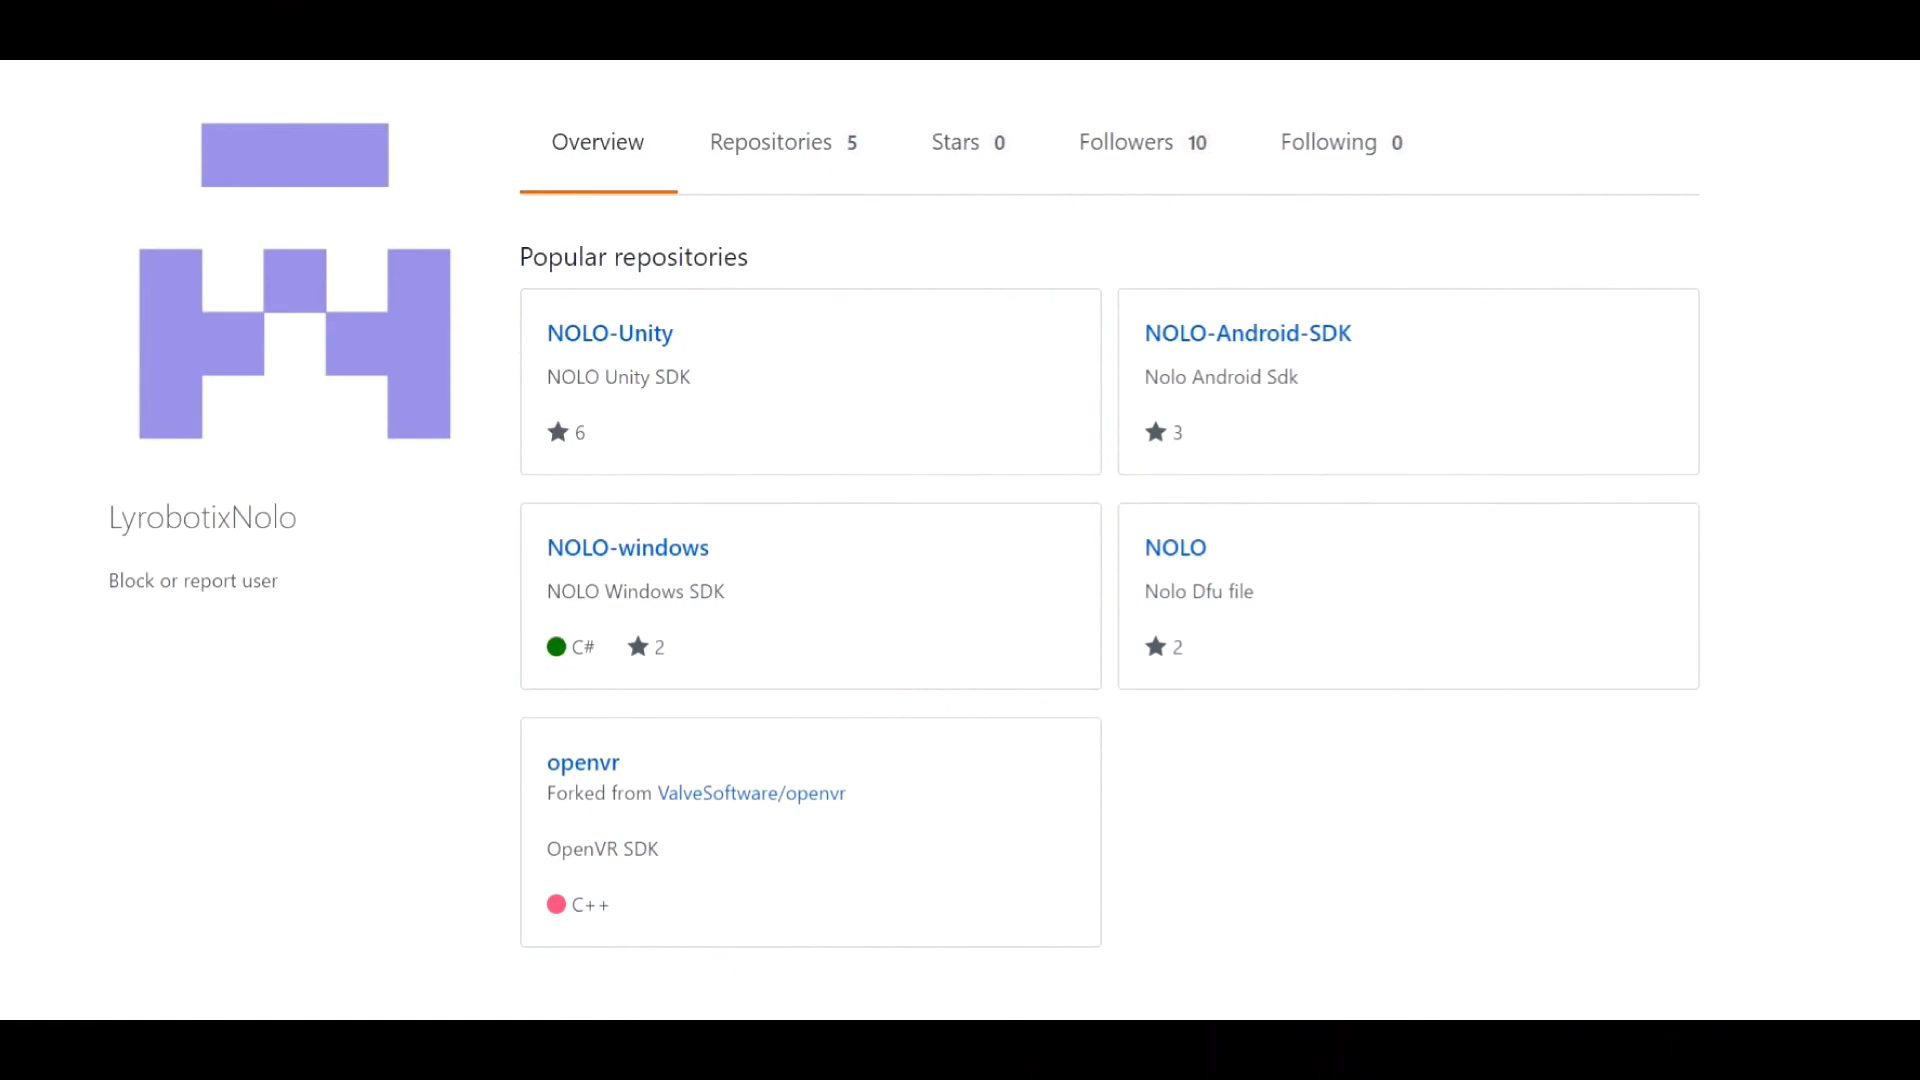 Overview Repositories 5 Stars 0 Followers 10 Following 0
Popular repositories
NOLO-Unity
NOLO Unity SDK
6
NOLO-Android-SDK
Nolo Android Sdk
3
LyrobotixNolo
Block or report user
NOLO-windows
NOLO Windows SDK
C# 2
NOLO
Nolo Dfu file
2
openvr
Forked from ValveSoftware/openvr
OpenVR SDK
C++